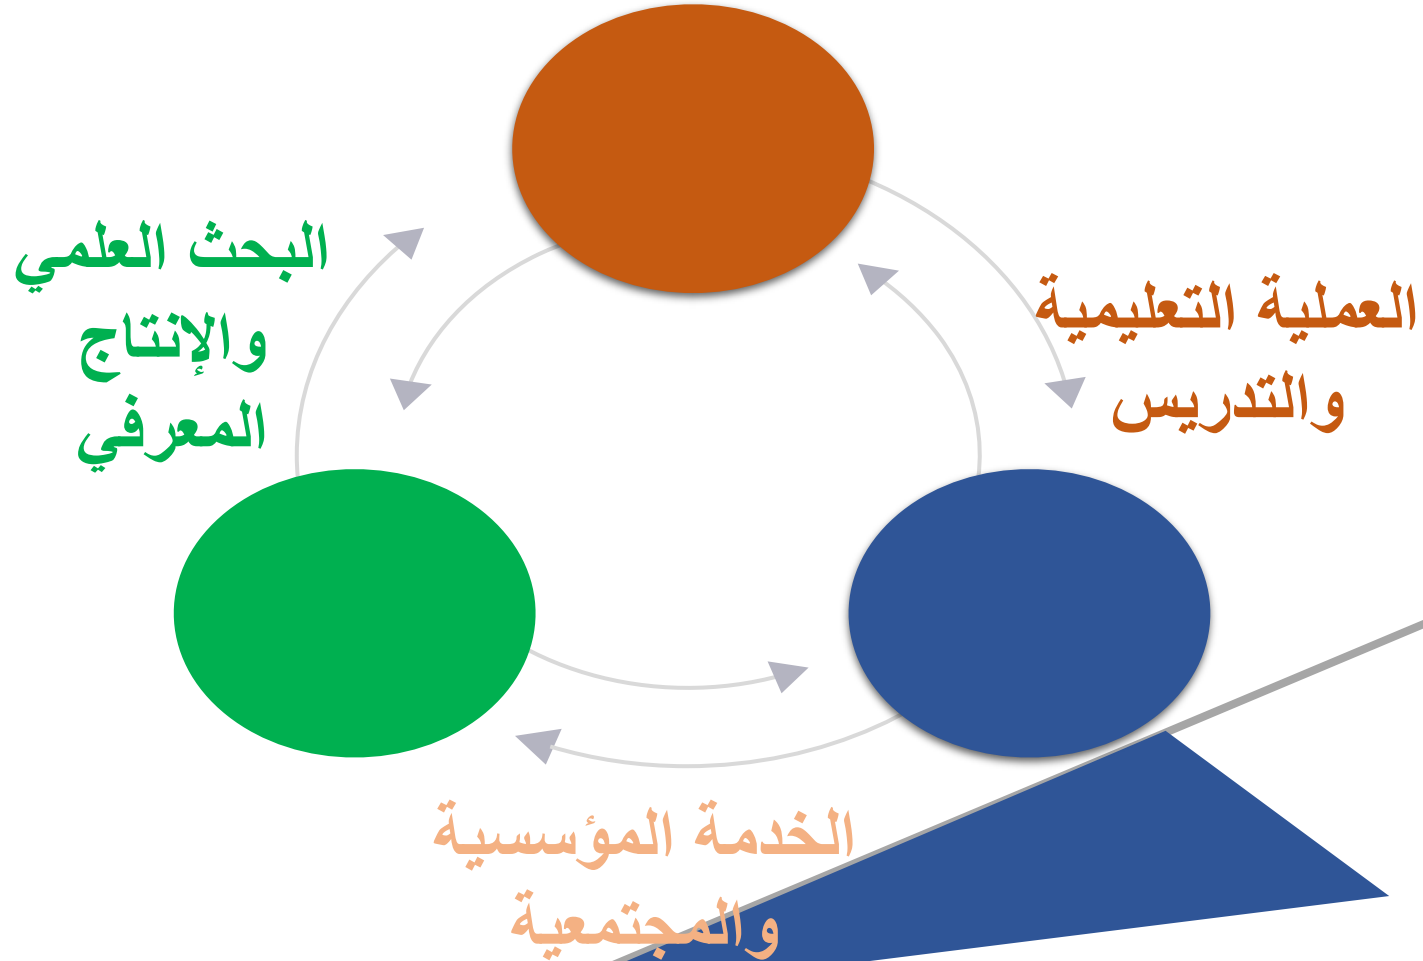 العملية التعليمية
والتدريس
البحث العلمي
والإنتاج
المعرفي
الخدمة المؤسسية
والمجتمعية